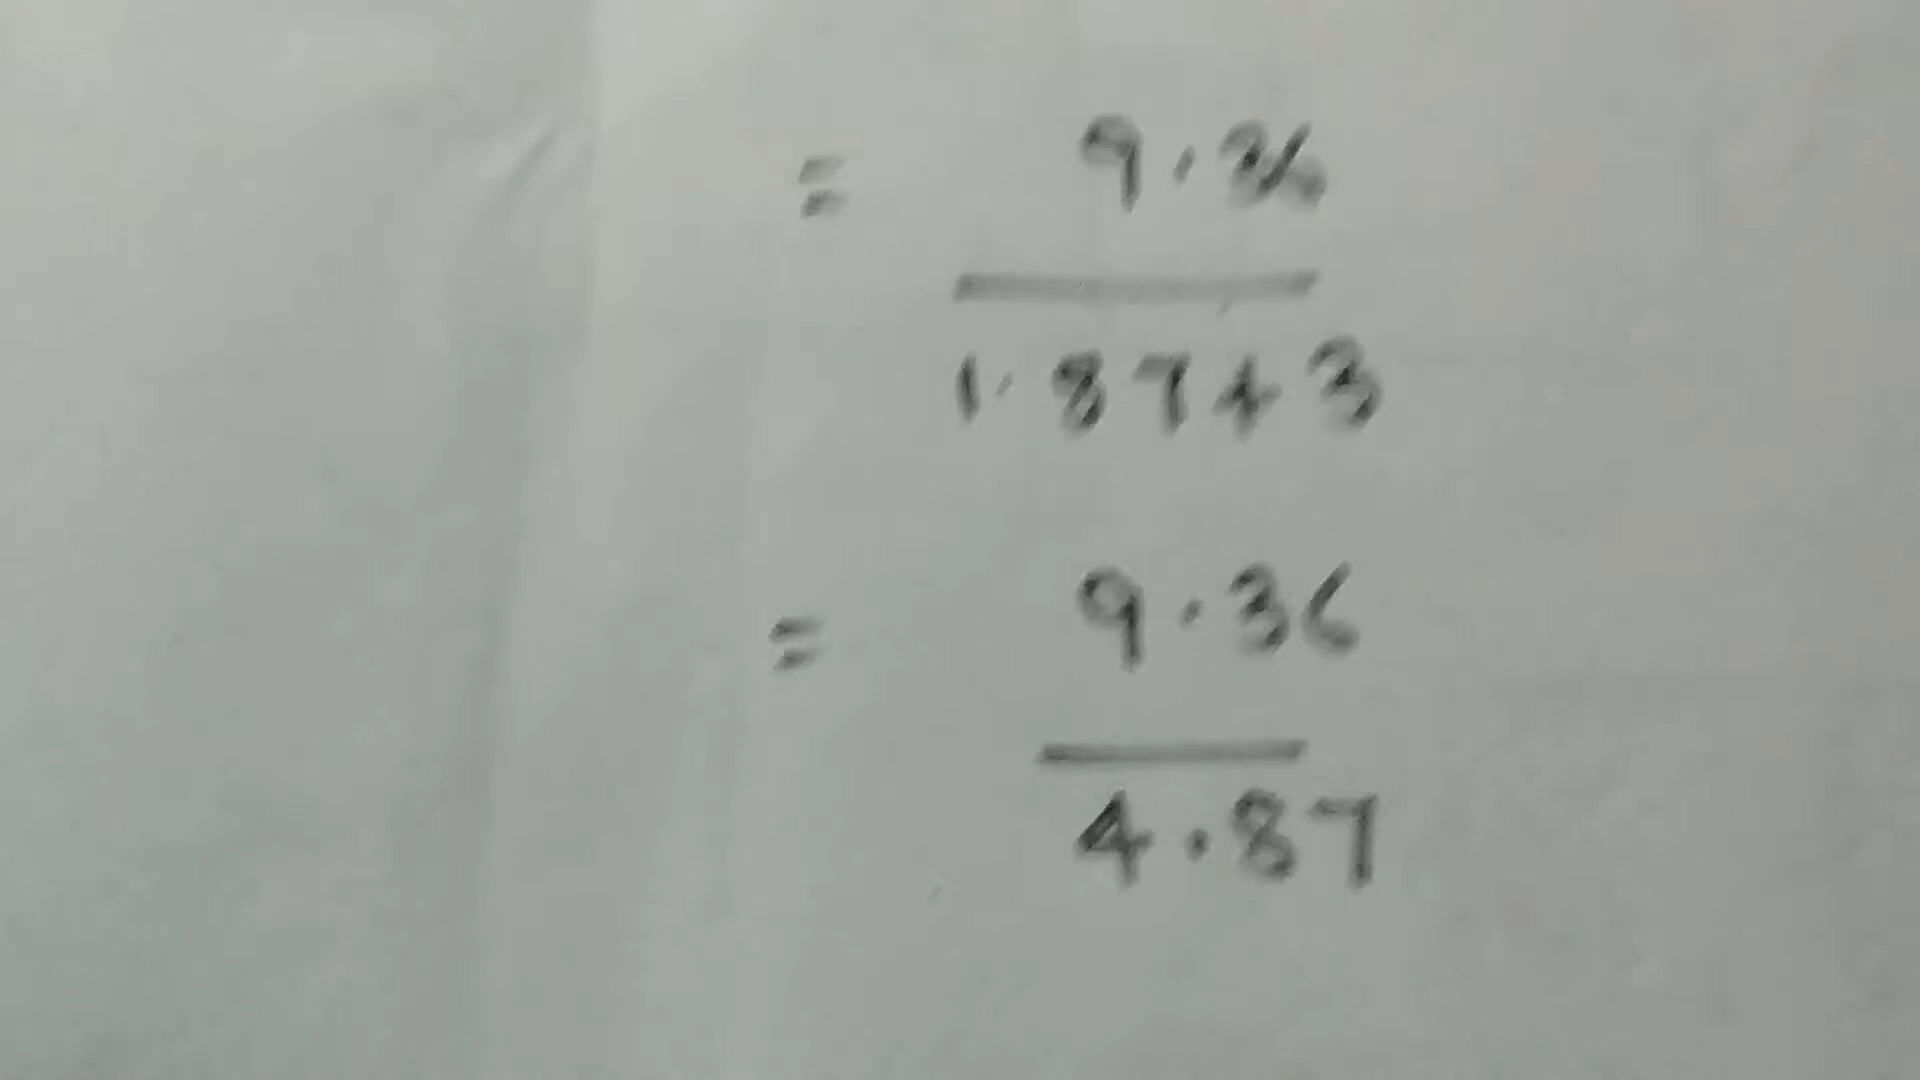 = 9.36
1.87+3
= 9.36
4.87